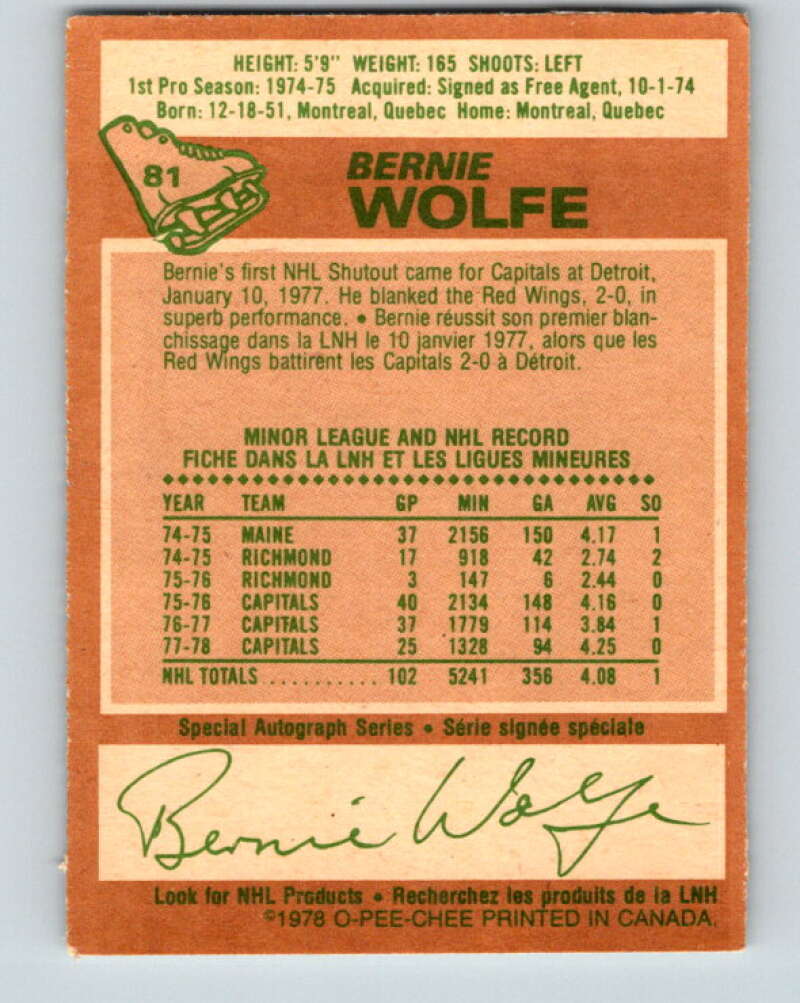 HEIGHT: 5'9" WEIGHT: 165 SHOOTS: LEFT
1st Pro Season: 1974-75 Acquired: Signed as Free Agent, 10-1-74
Born: 12-18-51, Montreal, Quebec Home: Montreal, Quebec
81
BERNIE
WOLFE
Bernie's first NHL Shutout came for Capitals at Detroit,
January 10, 1977. He blanked the Red Wings, 2-0, in
superb performance. • Bernie réussit son premier blan-
chissage dans la LNH le 10 janvier 1977, alors que les
Red Wings battirent les Capitals 2-0 à Détroit.
MINOR LEAGUE AND NHL RECORD
FICHE DANS LA LNH ET LES LIGUES MINEURES
YEAR TEAM GP MIN GA AVG SO
74-75 MAINE 37 2156 150 4.17 1
74-75 RICHMOND 17 918 42 2.74 2
75-76 RICHMOND 3 147 6 2.44 0
75-76 CAPITALS 40 2134 148 4.16 0
76-77 CAPITALS 37 1779 114 3.84 1
77-78 CAPITALS 25 1328 94 4.25 0
NHL TOTALS .......... 102 5241 356 4.08 1
Special Autograph Series • Série signée spéciale
Bernie Wolfe
Look for NHL Products • Recherchez les produits de la LNH
©1978 O-PEE-CHEE PRINTED IN CANADA.